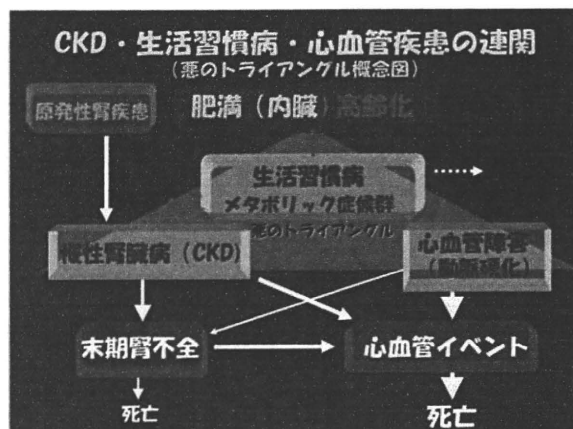 CKD・生活習慣病・心血管疾患の連関
(悪のトライアングル概念図)
原発性腎疾患
肥満(内臓)高齢化
生活習慣病
メタボリック症候群
悪のトライアングル
慢性腎臓病(CKD)
心血管障害
(動脈硬化)
末期腎不全
心血管イベント
死亡
死亡